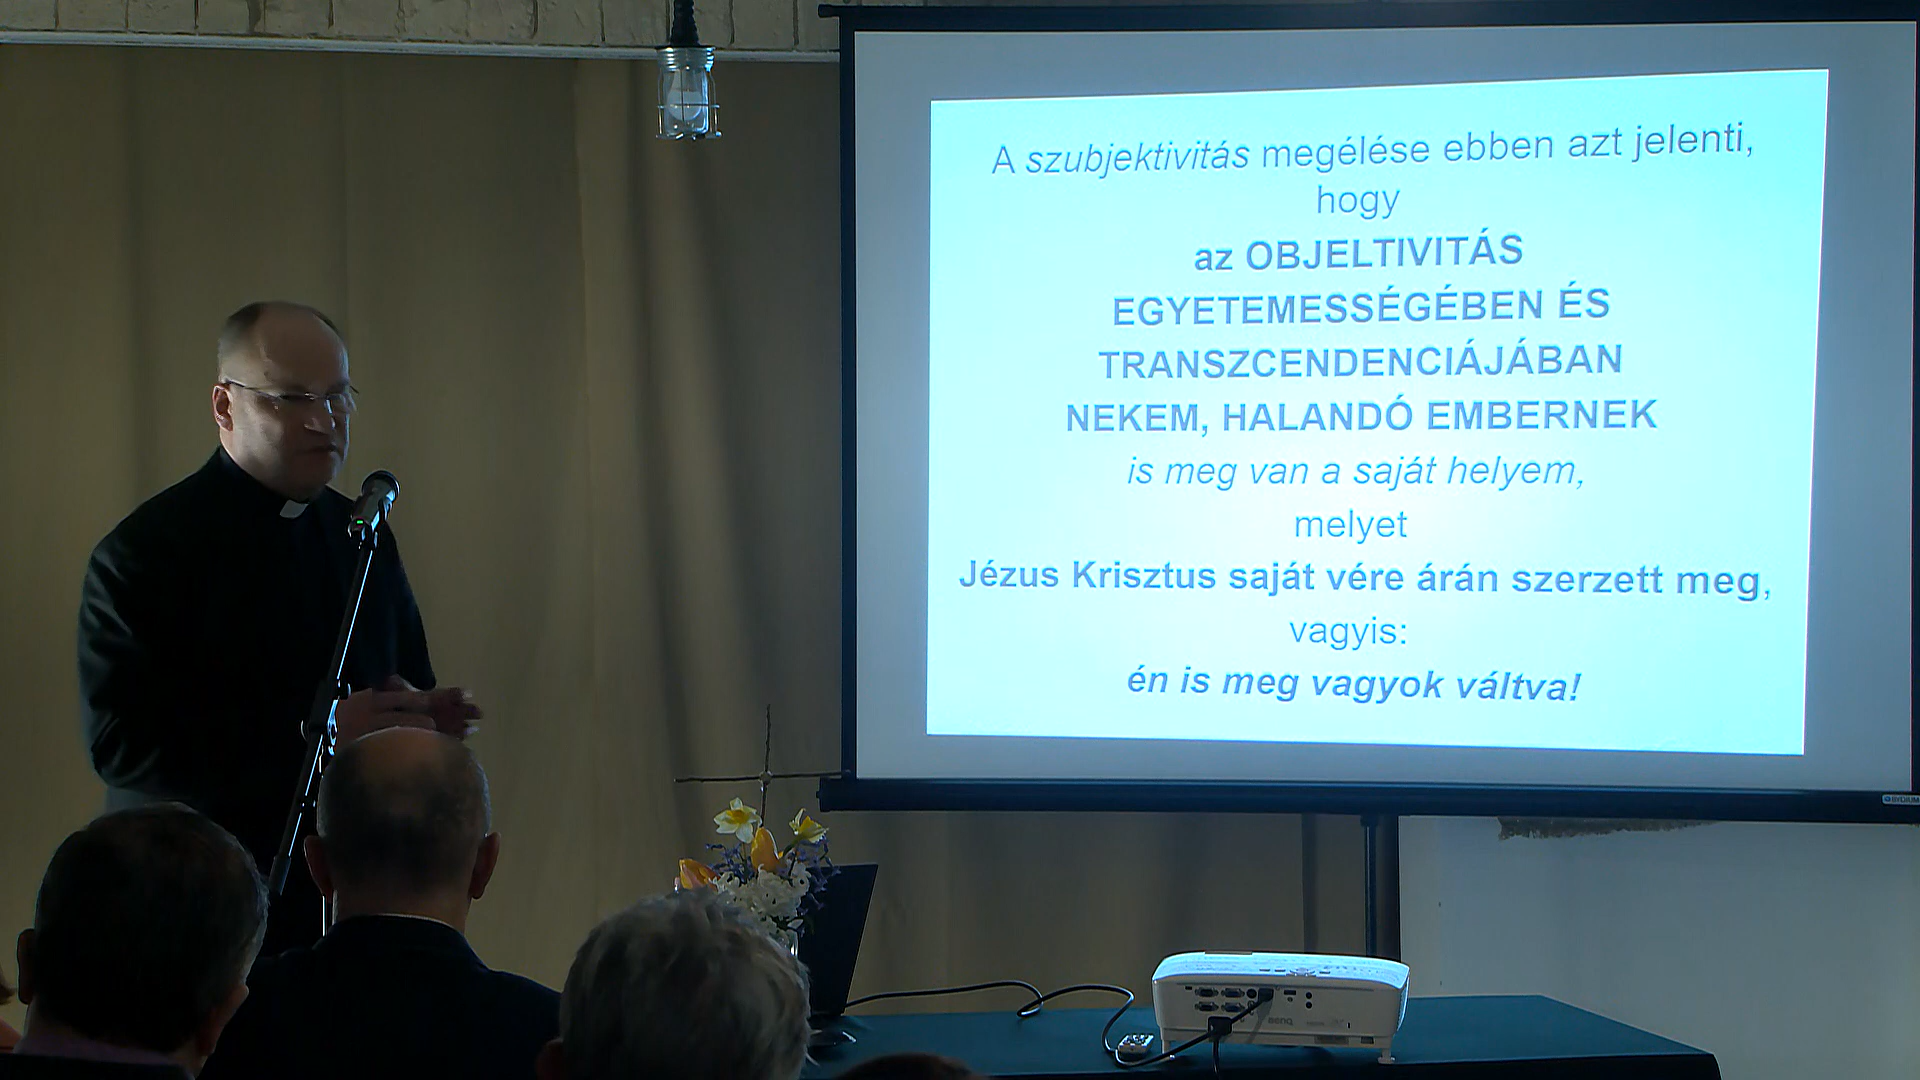 A szubjektivitás megélése ebben azt jelenti,
hogy
az OBJELTIVITÁS
EGYETEMESSÉGÉBEN ÉS
TRANSZCENDENCIÁJÁBAN
NEKEM, HALANDÓ EMBERNEK
is meg van a saját helyem,
melyet
Jézus Krisztus saját vére árán szerzett meg,
vagyis:
én is meg vagyok váltva!
BenQ